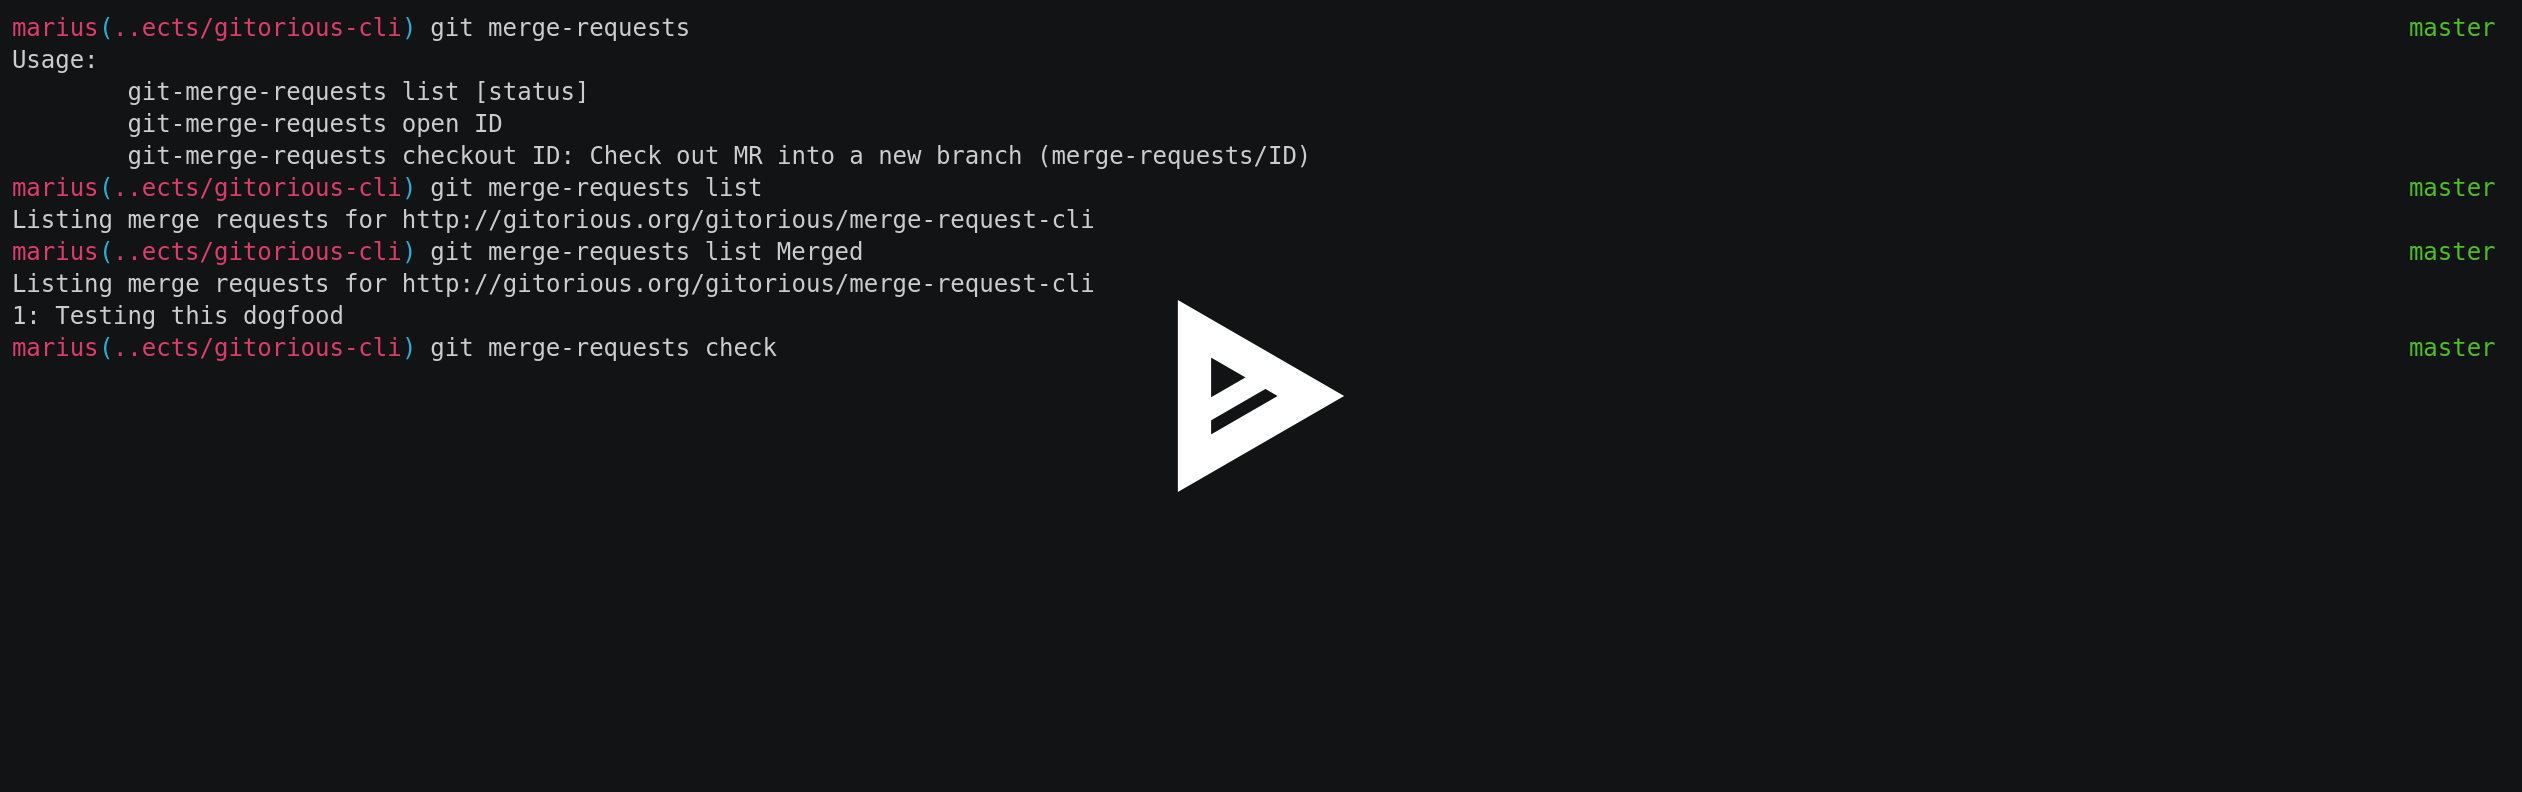 marius(..ects/gitorious-cli) git merge-requests master
Usage:
git-merge-requests list [status]
git-merge-requests open ID
git-merge-requests checkout ID: Check out MR into a new branch (merge-requests/ID)
marius(..ects/gitorious-cli) git merge-requests list master
Listing merge requests for http://gitorious.org/gitorious/merge-request-cli
marius(..ects/gitorious-cli) git merge-requests list Merged master
Listing merge requests for http://gitorious.org/gitorious/merge-request-cli
1: Testing this dogfood
marius(..ects/gitorious-cli) git merge-requests check master